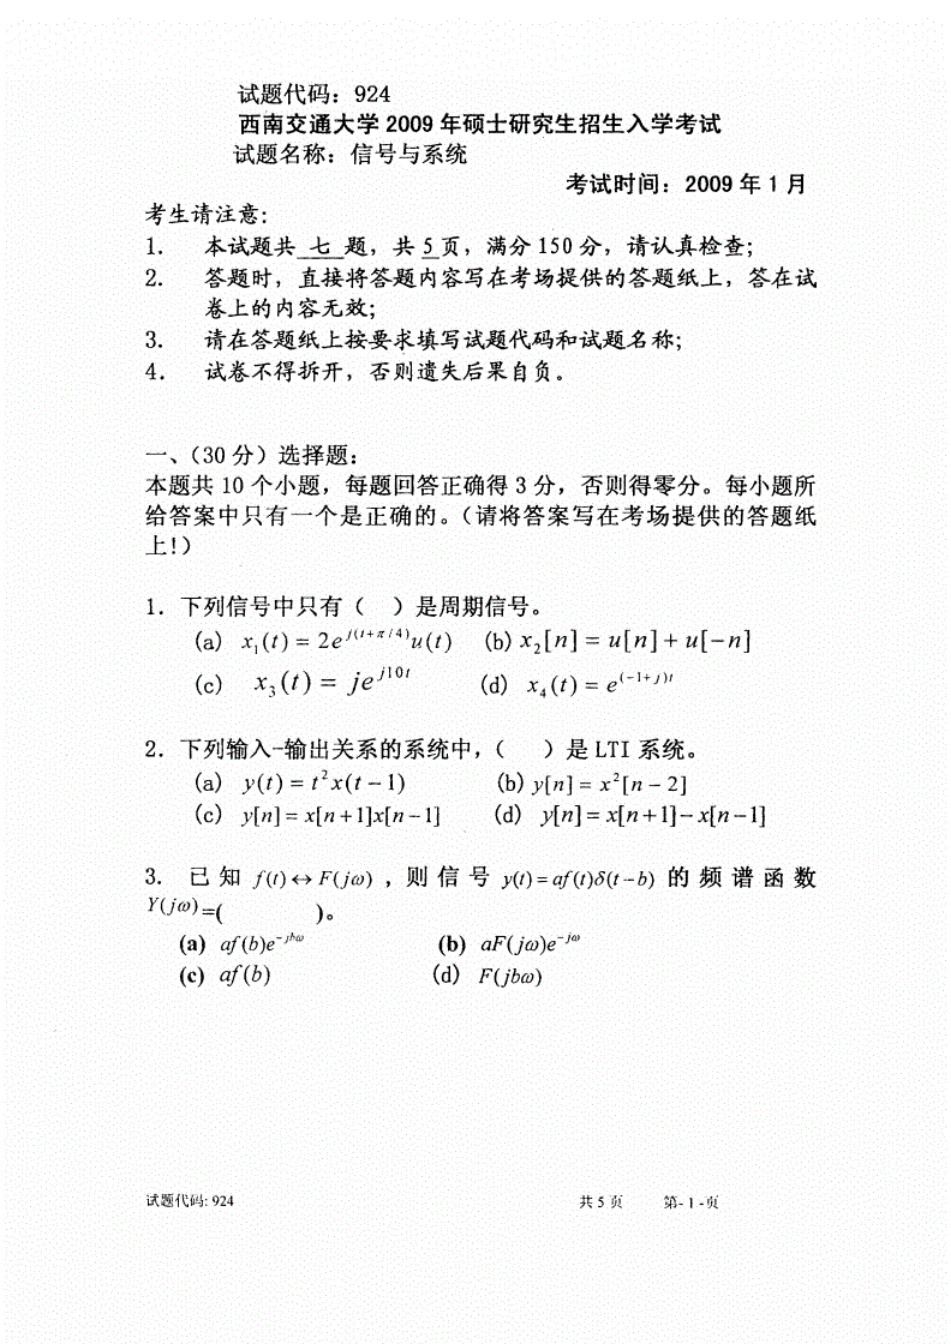 试题代码：924
西南交通大学 2009 年硕士研究生招生入学考试
试题名称：信号与系统
考试时间：2009 年 1 月
考生请注意：
1. 本试题共 七 题，共 5 页，满分 150 分，请认真检查；
2. 答题时，直接将答题内容写在考场提供的答题纸上，答在试
卷上的内容无效；
3. 请在答题纸上按要求填写试题代码和试题名称；
4. 试卷不得拆开，否则遗失后果自负。
一、（30 分）选择题：
本题共 10 个小题，每题回答正确得 3 分，否则得零分。每小题所
给答案中只有一个是正确的。（请将答案写在考场提供的答题纸
上！）
1. 下列信号中只有（ ）是周期信号。
(a) x₁(t) = 2e^{j(t+π/4)}u(t) (b) x₂[n] = u[n] + u[−n]
(c) x₃(t) = je^{j10t} (d) x₄(t) = e^{(−1+j)t}
2. 下列输入-输出关系的系统中，（ ）是 LTI 系统。
(a) y(t) = t²x(t − 1) (b) y[n] = x²[n − 2]
(c) y[n] = x[n + 1]x[n − 1] (d) y[n] = x[n + 1] − x[n − 1]
3. 已知 f(t) ↔ F(jω)，则信号 y(t) = af(t)δ(t − b) 的频谱函数
Y(jω)=( )。
(a) af(b)e^{−jbω} (b) aF(jω)e^{−jω}
(c) af(b) (d) F(jbω)
试题代码: 924 共 5 页 第- 1 -页